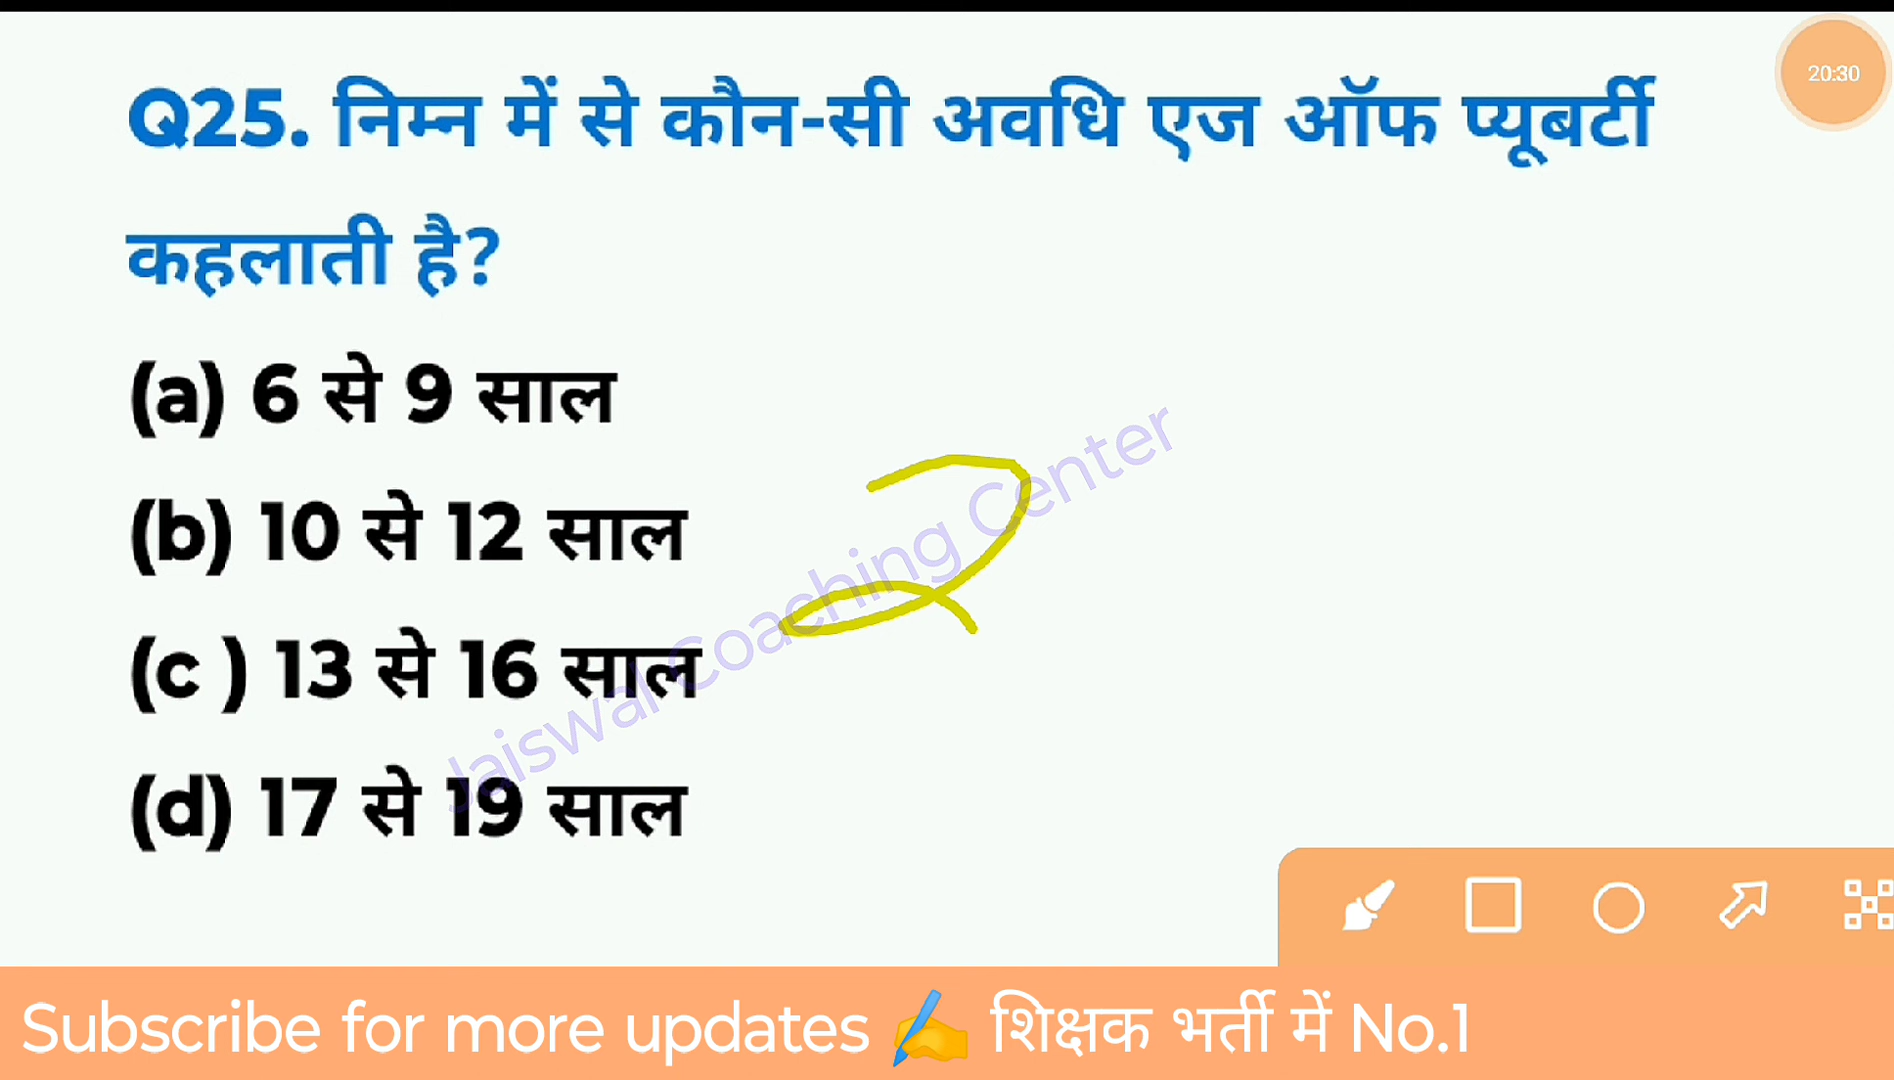 20:30
Q25. निम्न में से कौन-सी अवधि एज ऑफ प्यूबर्टी
कहलाती है?
(a) 6 से 9 साल
(b) 10 से 12 साल
(c ) 13 से 16 साल
(d) 17 से 19 साल
Jaiswal Coaching Center
2
Subscribe for more updates ✍️ शिक्षक भर्ती में No.1